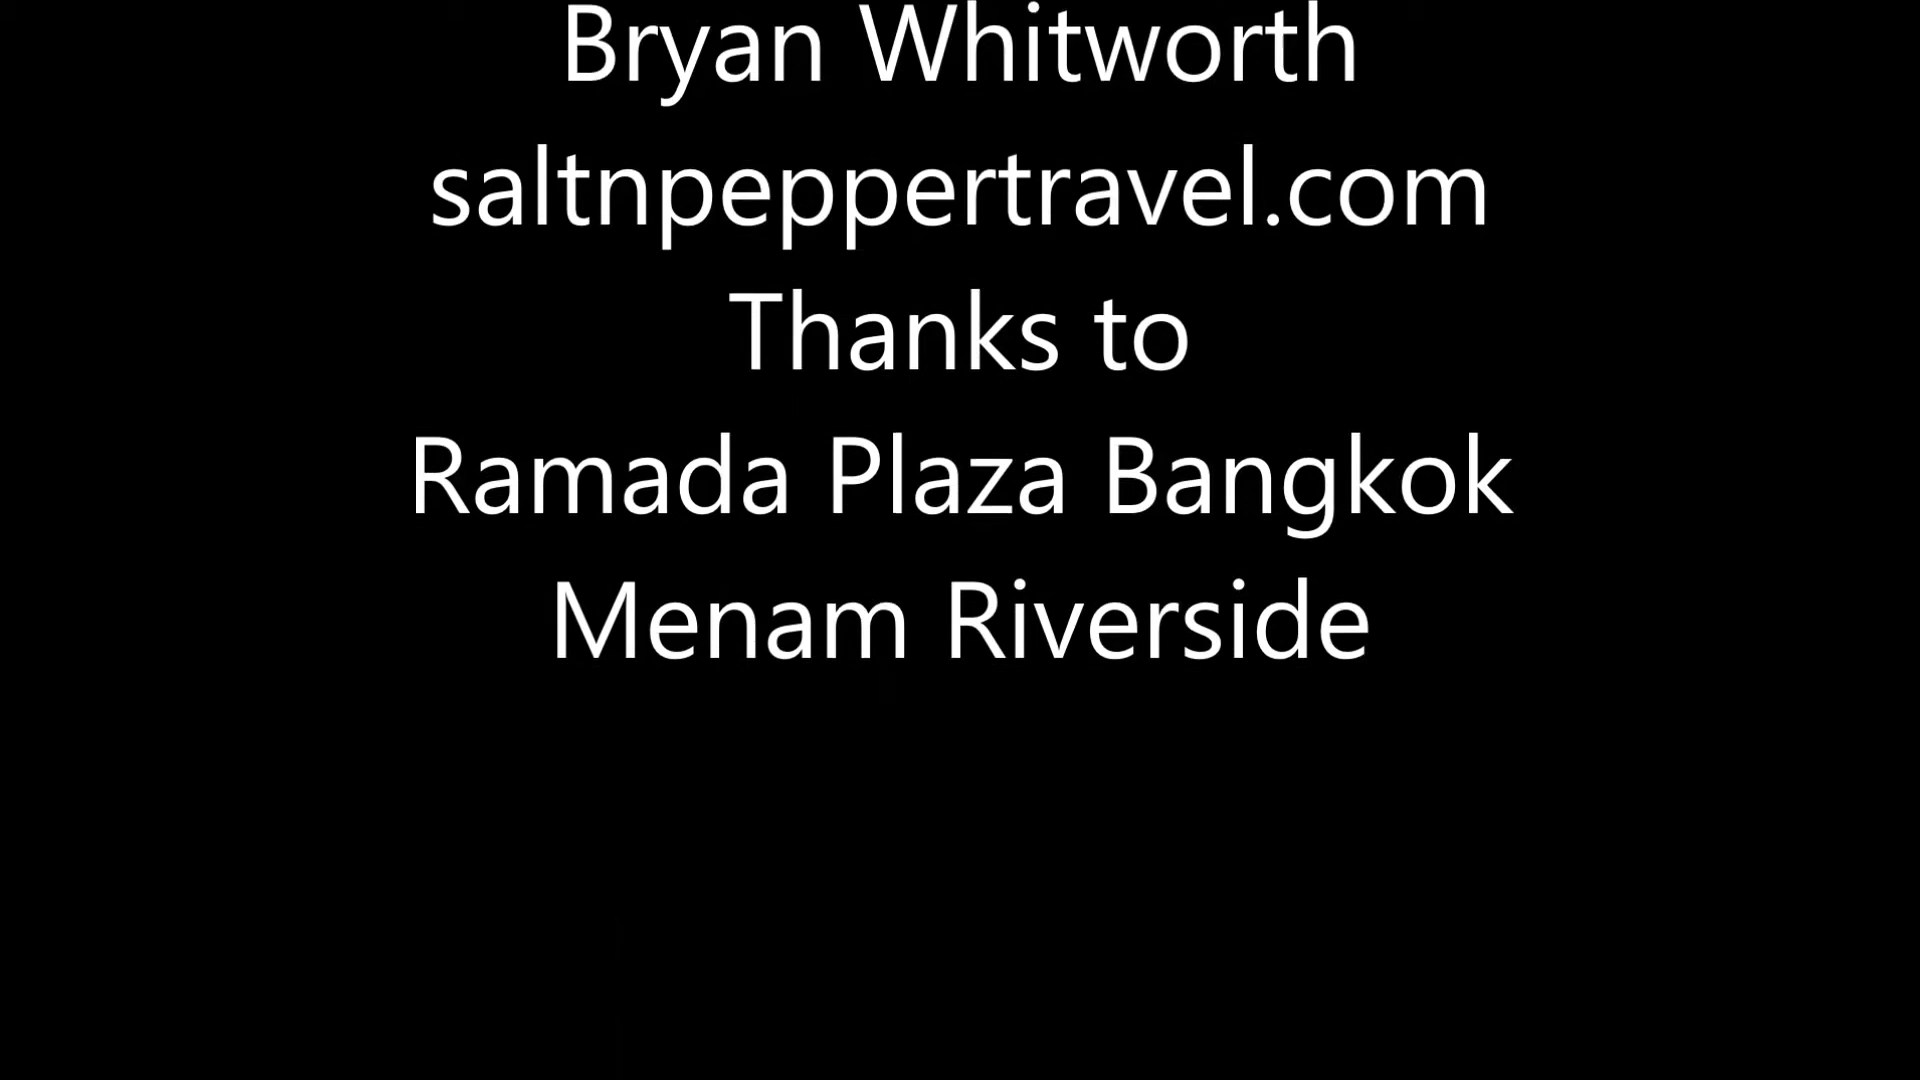 Bryan Whitworth
saltnpeppertravel.com
Thanks to
Ramada Plaza Bangkok
Menam Riverside